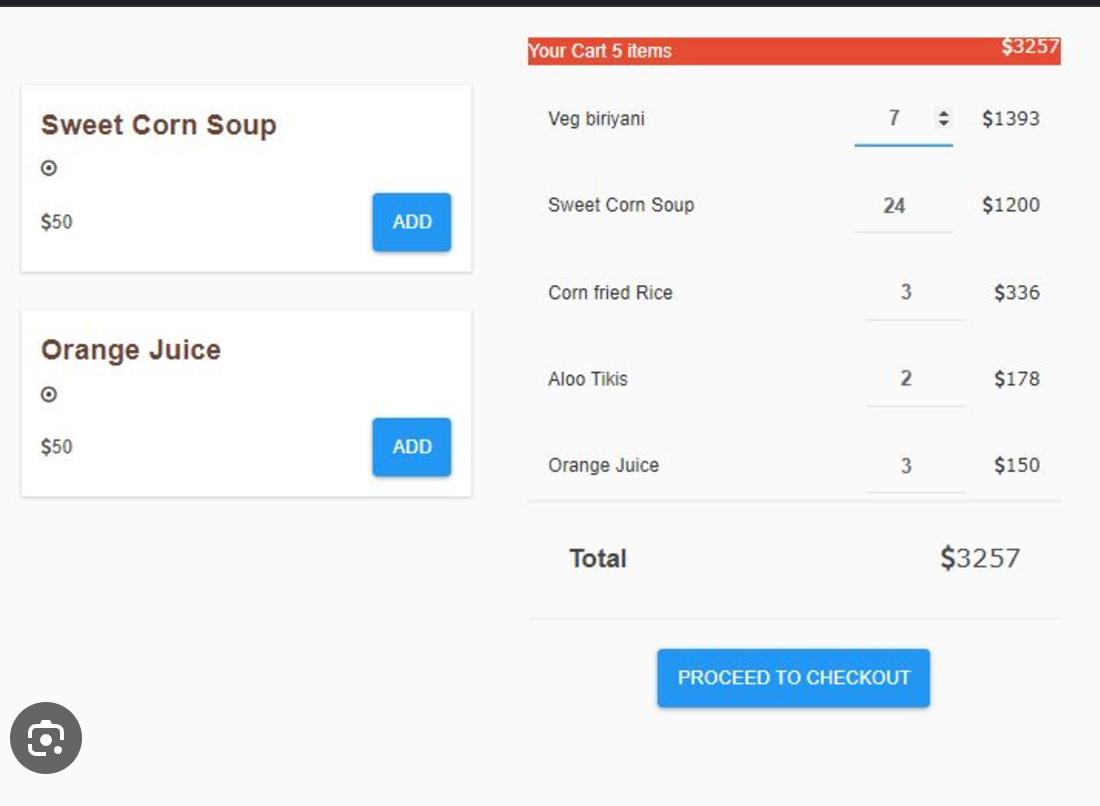 Your Cart 5 items $3257
Sweet Corn Soup
$50 ADD
Orange Juice
$50 ADD
Veg biriyani 7 $1393
Sweet Corn Soup 24 $1200
Corn fried Rice 3 $336
Aloo Tikis 2 $178
Orange Juice 3 $150
Total $3257
PROCEED TO CHECKOUT